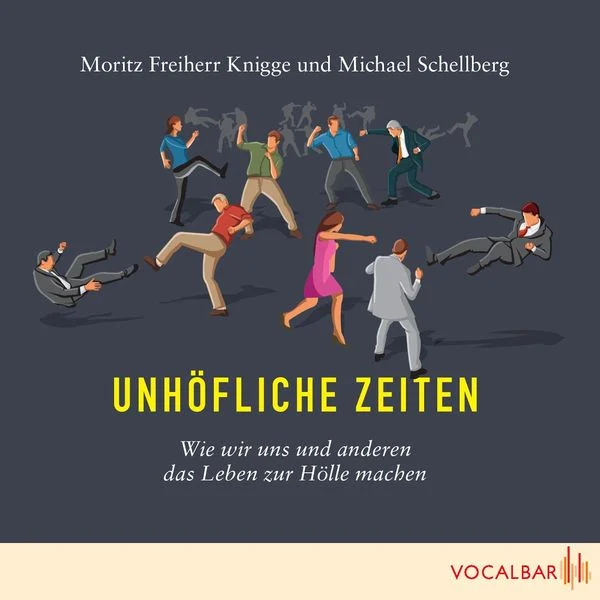 Moritz Freiherr Knigge und Michael Schellberg
UNHÖFLICHE ZEITEN
Wie wir uns und anderen
das Leben zur Hölle machen
VOCALBAR